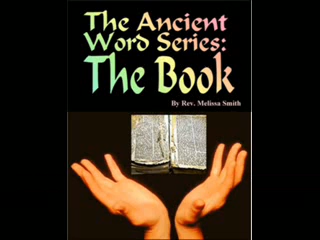 The Ancient
Word Series:
The Book
By Rev. Melissa Smith